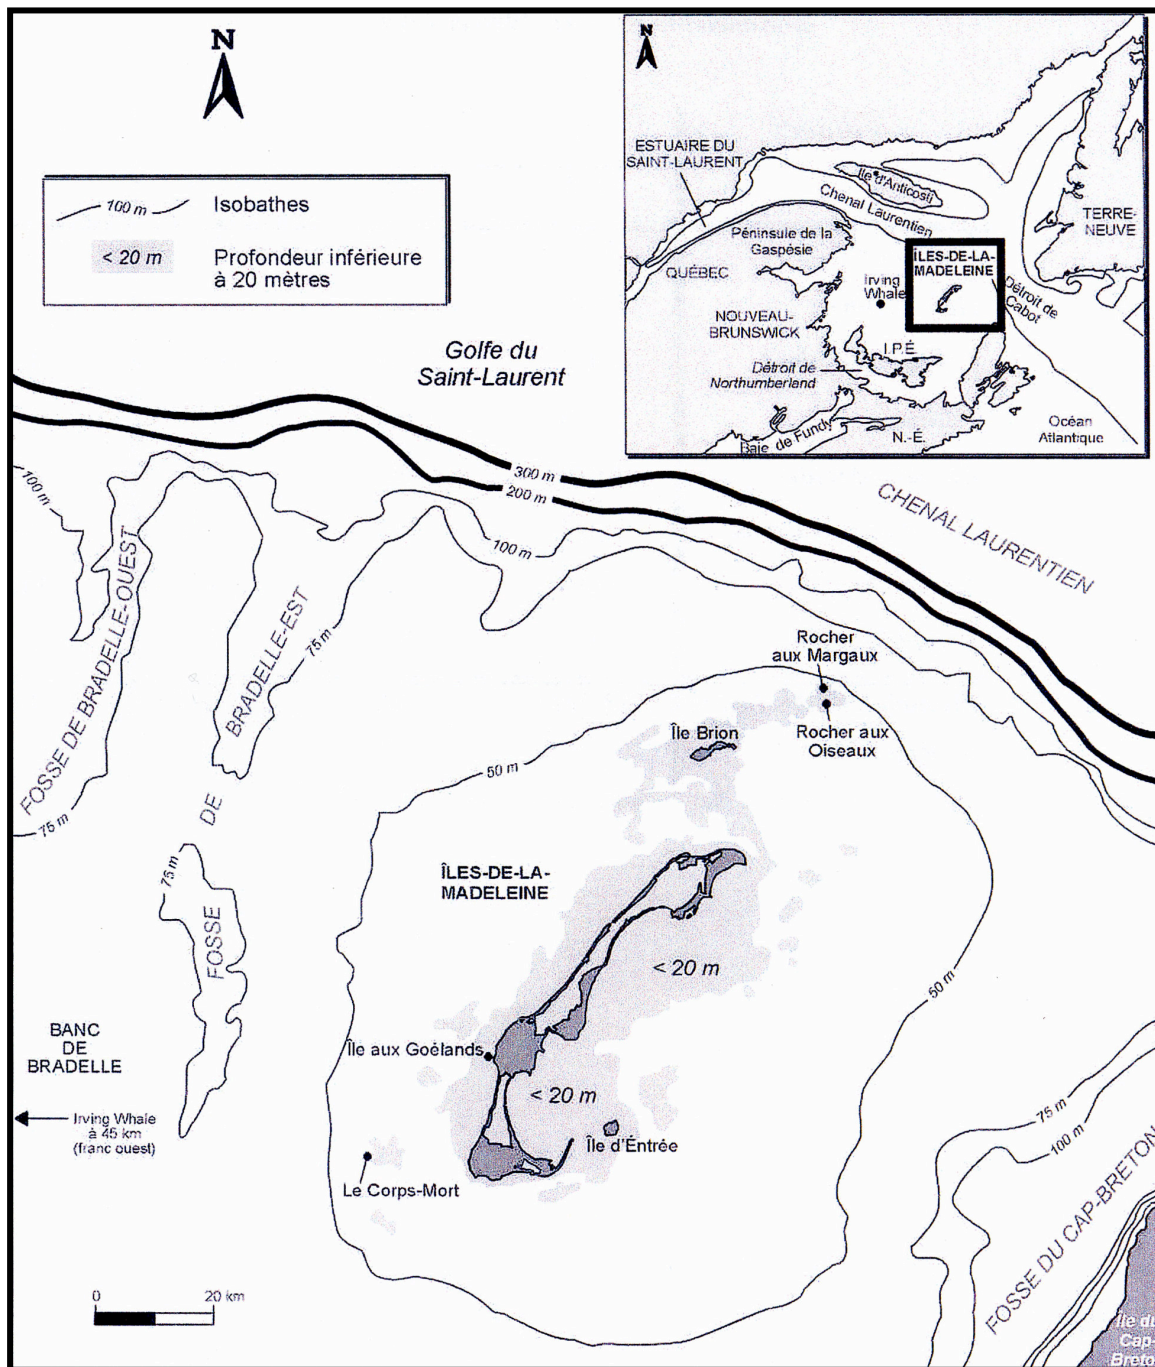 N
100 m
Isobathes
< 20 m
Profondeur inférieure
à 20 mètres
N
ESTUAIRE DU
SAINT-LAURENT
Île d'Anticosti
Chenal Laurentien
TERRE-
NEUVE
Péninsule de la
Gaspésie
QUÉBEC
ÎLES-DE-LA-
MADELEINE
Irving
Whale
Détroit de
Cabot
NOUVEAU-
BRUNSWICK
I.P.É.
Détroit de
Northumberland
Baie de Fundy
N.-É.
Océan
Atlantique
Golfe du
Saint-Laurent
300 m
200 m
100 m
100 m
CHENAL LAURENTIEN
FOSSE DE BRADELLE-OUEST
FOSSE DE BRADELLE-EST
75 m
75 m
75 m
Rocher
aux Margaux
Rocher aux
Oiseaux
Île Brion
50 m
ÎLES-DE-LA-
MADELEINE
< 20 m
50 m
BANC
DE
BRADELLE
Île aux Goélands
< 20 m
Irving Whale
à 45 km
(franc ouest)
Île d'Éntrée
Le Corps-Mort
75 m
100 m
FOSSE DU CAP-BRETON
0
20 km
Île du
Cap-
Breto